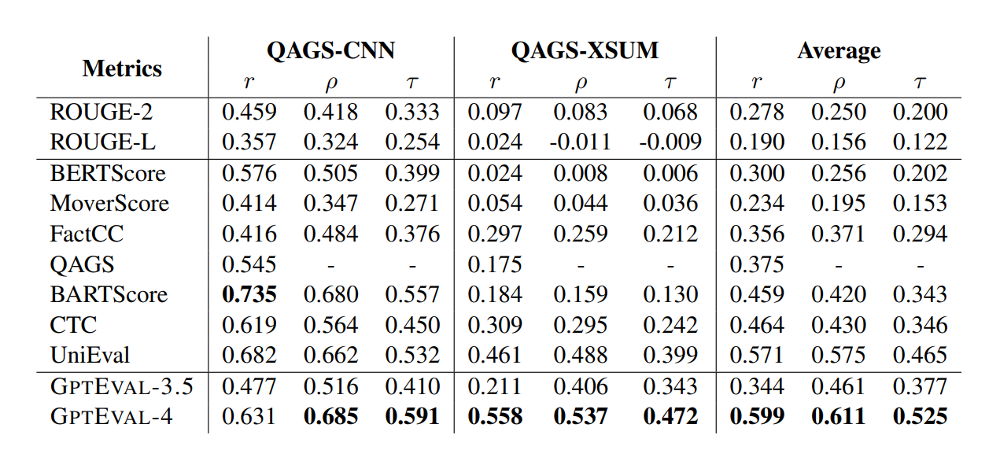 Metrics QAGS-CNN QAGS-XSUM Average
r ρ τ r ρ τ r ρ τ
ROUGE-2 0.459 0.418 0.333 0.097 0.083 0.068 0.278 0.250 0.200
ROUGE-L 0.357 0.324 0.254 0.024 -0.011 -0.009 0.190 0.156 0.122
BERTScore 0.576 0.505 0.399 0.024 0.008 0.006 0.300 0.256 0.202
MoverScore 0.414 0.347 0.271 0.054 0.044 0.036 0.234 0.195 0.153
FactCC 0.416 0.484 0.376 0.297 0.259 0.212 0.356 0.371 0.294
QAGS 0.545 - - 0.175 - - 0.375 - -
BARTScore 0.735 0.680 0.557 0.184 0.159 0.130 0.459 0.420 0.343
CTC 0.619 0.564 0.450 0.309 0.295 0.242 0.464 0.430 0.346
UniEval 0.682 0.662 0.532 0.461 0.488 0.399 0.571 0.575 0.465
GPTEVAL-3.5 0.477 0.516 0.410 0.211 0.406 0.343 0.344 0.461 0.377
GPTEVAL-4 0.631 0.685 0.591 0.558 0.537 0.472 0.599 0.611 0.525